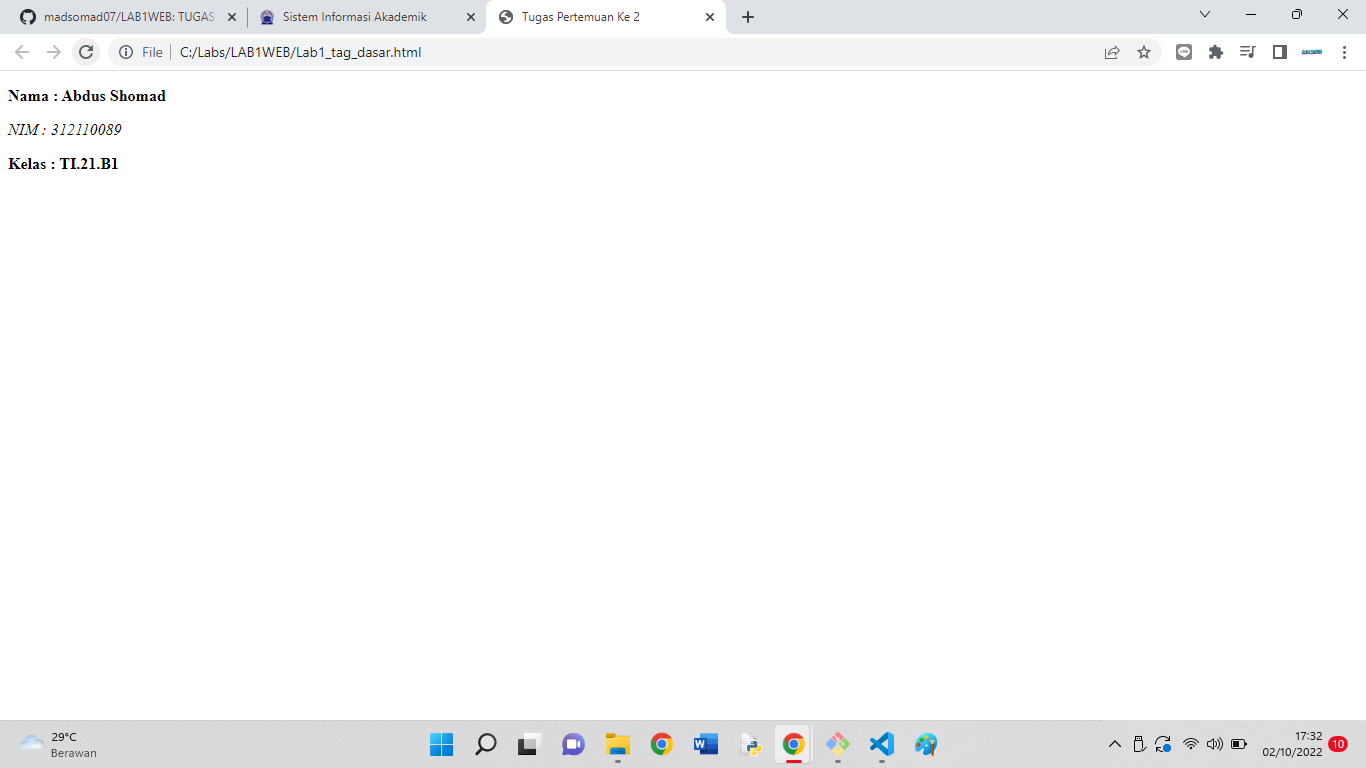 madsomad07/LAB1WEB: TUGAS
Sistem Informasi Akademik
Tugas Pertemuan Ke 2
File
C:/Labs/LAB1WEB/Lab1_tag_dasar.html
Nama : Abdus Shomad
NIM : 312110089
Kelas : TI.21.B1
29°C
Berawan
17:32
02/10/2022
10